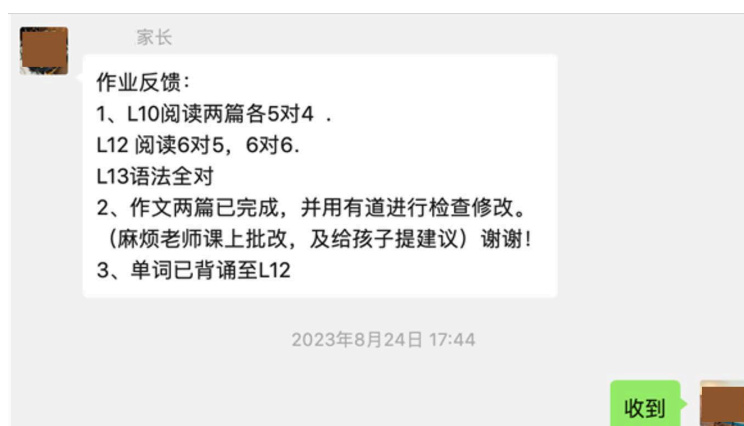 家长
作业反馈：
1、L10阅读两篇各5对4 .
L12 阅读6对5，6对6.
L13语法全对
2、作文两篇已完成，并用有道进行检查修改。
（麻烦老师课上批改，及给孩子提建议）谢谢！
3、单词已背诵至L12
2023年8月24日 17:44
收到